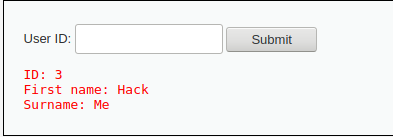 User ID: Submit
ID: 3
First name: Hack
Surname: Me